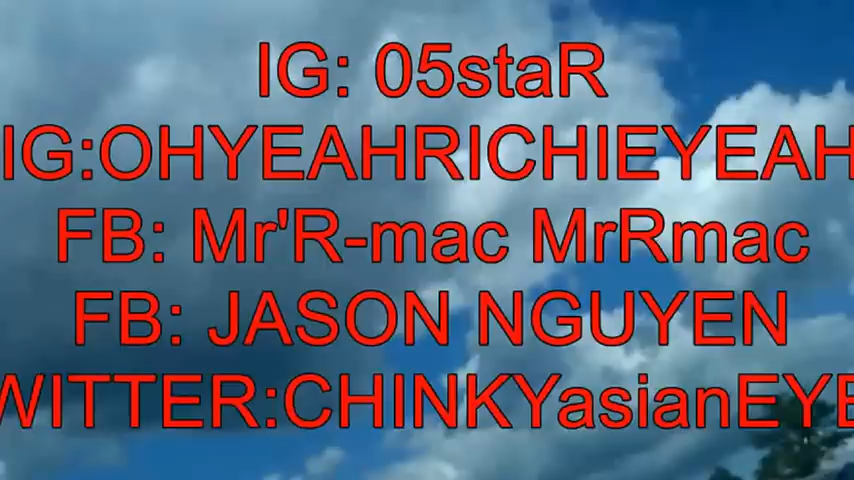 IG: 05staR
IG:OHYEAHRICHIEYEAH
FB: Mr'R-mac MrRmac
FB: JASON NGUYEN
WITTER:CHINKYasianEYE